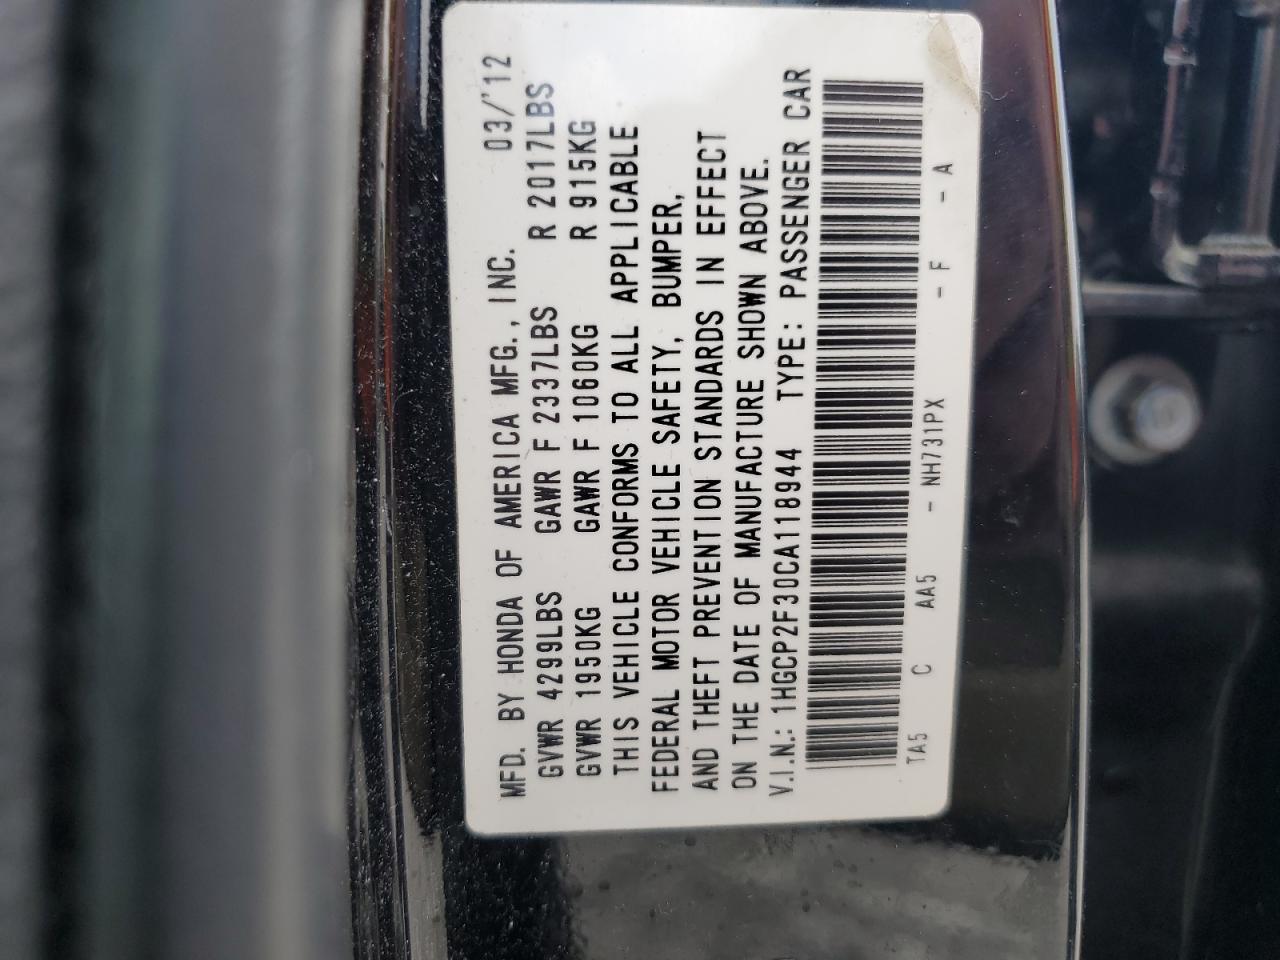 MFD. BY HONDA OF AMERICA MFG., INC. 03/'12
GVWR 4299LBS GAWR F 2337LBS R 2017LBS
GVWR 1950KG GAWR F 1060KG R 915KG
THIS VEHICLE CONFORMS TO ALL APPLICABLE
FEDERAL MOTOR VEHICLE SAFETY, BUMPER,
AND THEFT PREVENTION STANDARDS IN EFFECT
ON THE DATE OF MANUFACTURE SHOWN ABOVE.
V.I.N.: 1HGCP2F30CA118944 TYPE: PASSENGER CAR
TA5 C AA5 - NH731PX - F - A